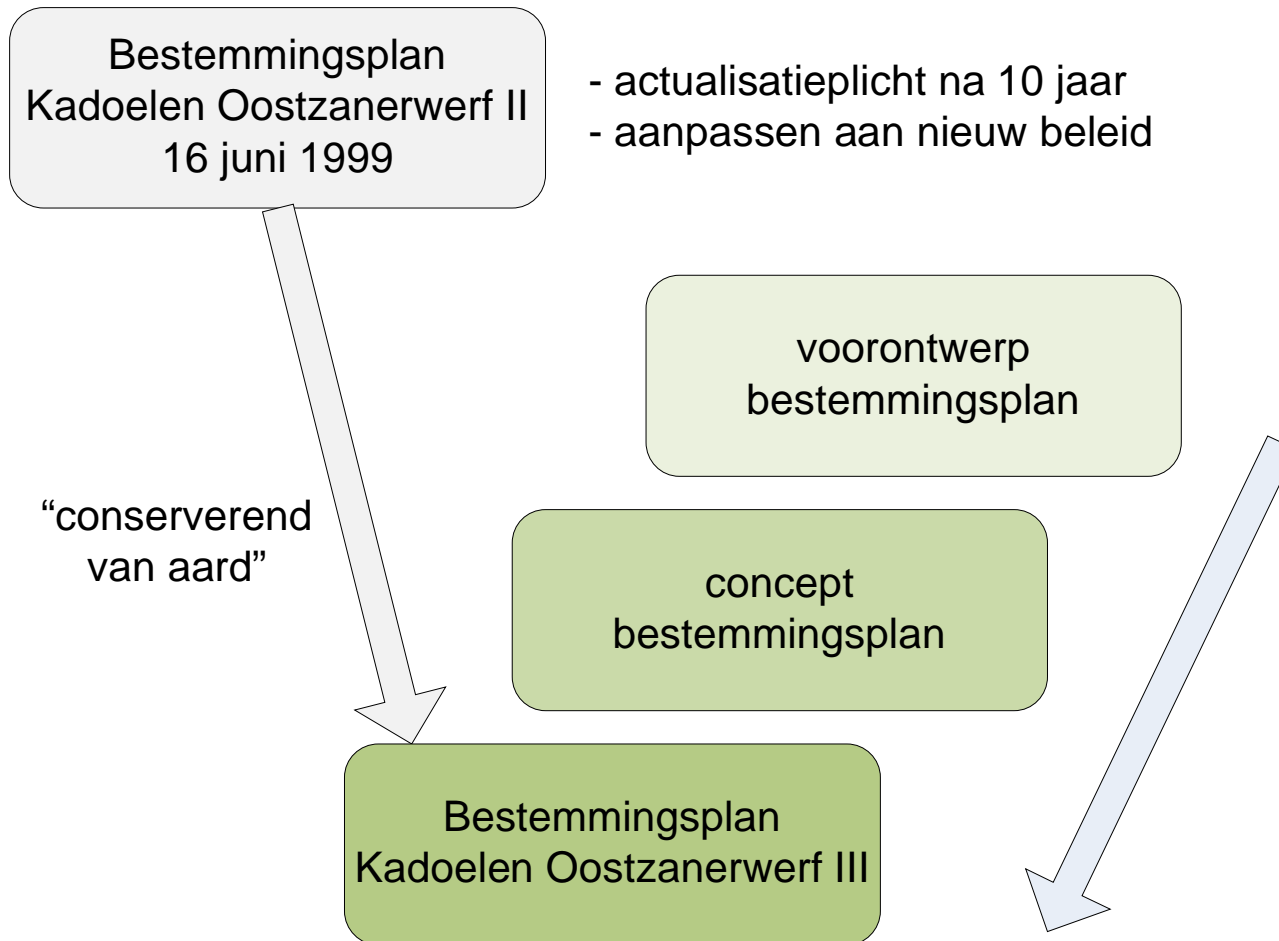 Bestemmingsplan
Kadoelen Oostzanerwerf II
16 juni 1999
- actualisatieplicht na 10 jaar
- aanpassen aan nieuw beleid
voorontwerp
bestemmingsplan
“conserverend
van aard”
concept
bestemmingsplan
Bestemmingsplan
Kadoelen Oostzanerwerf III